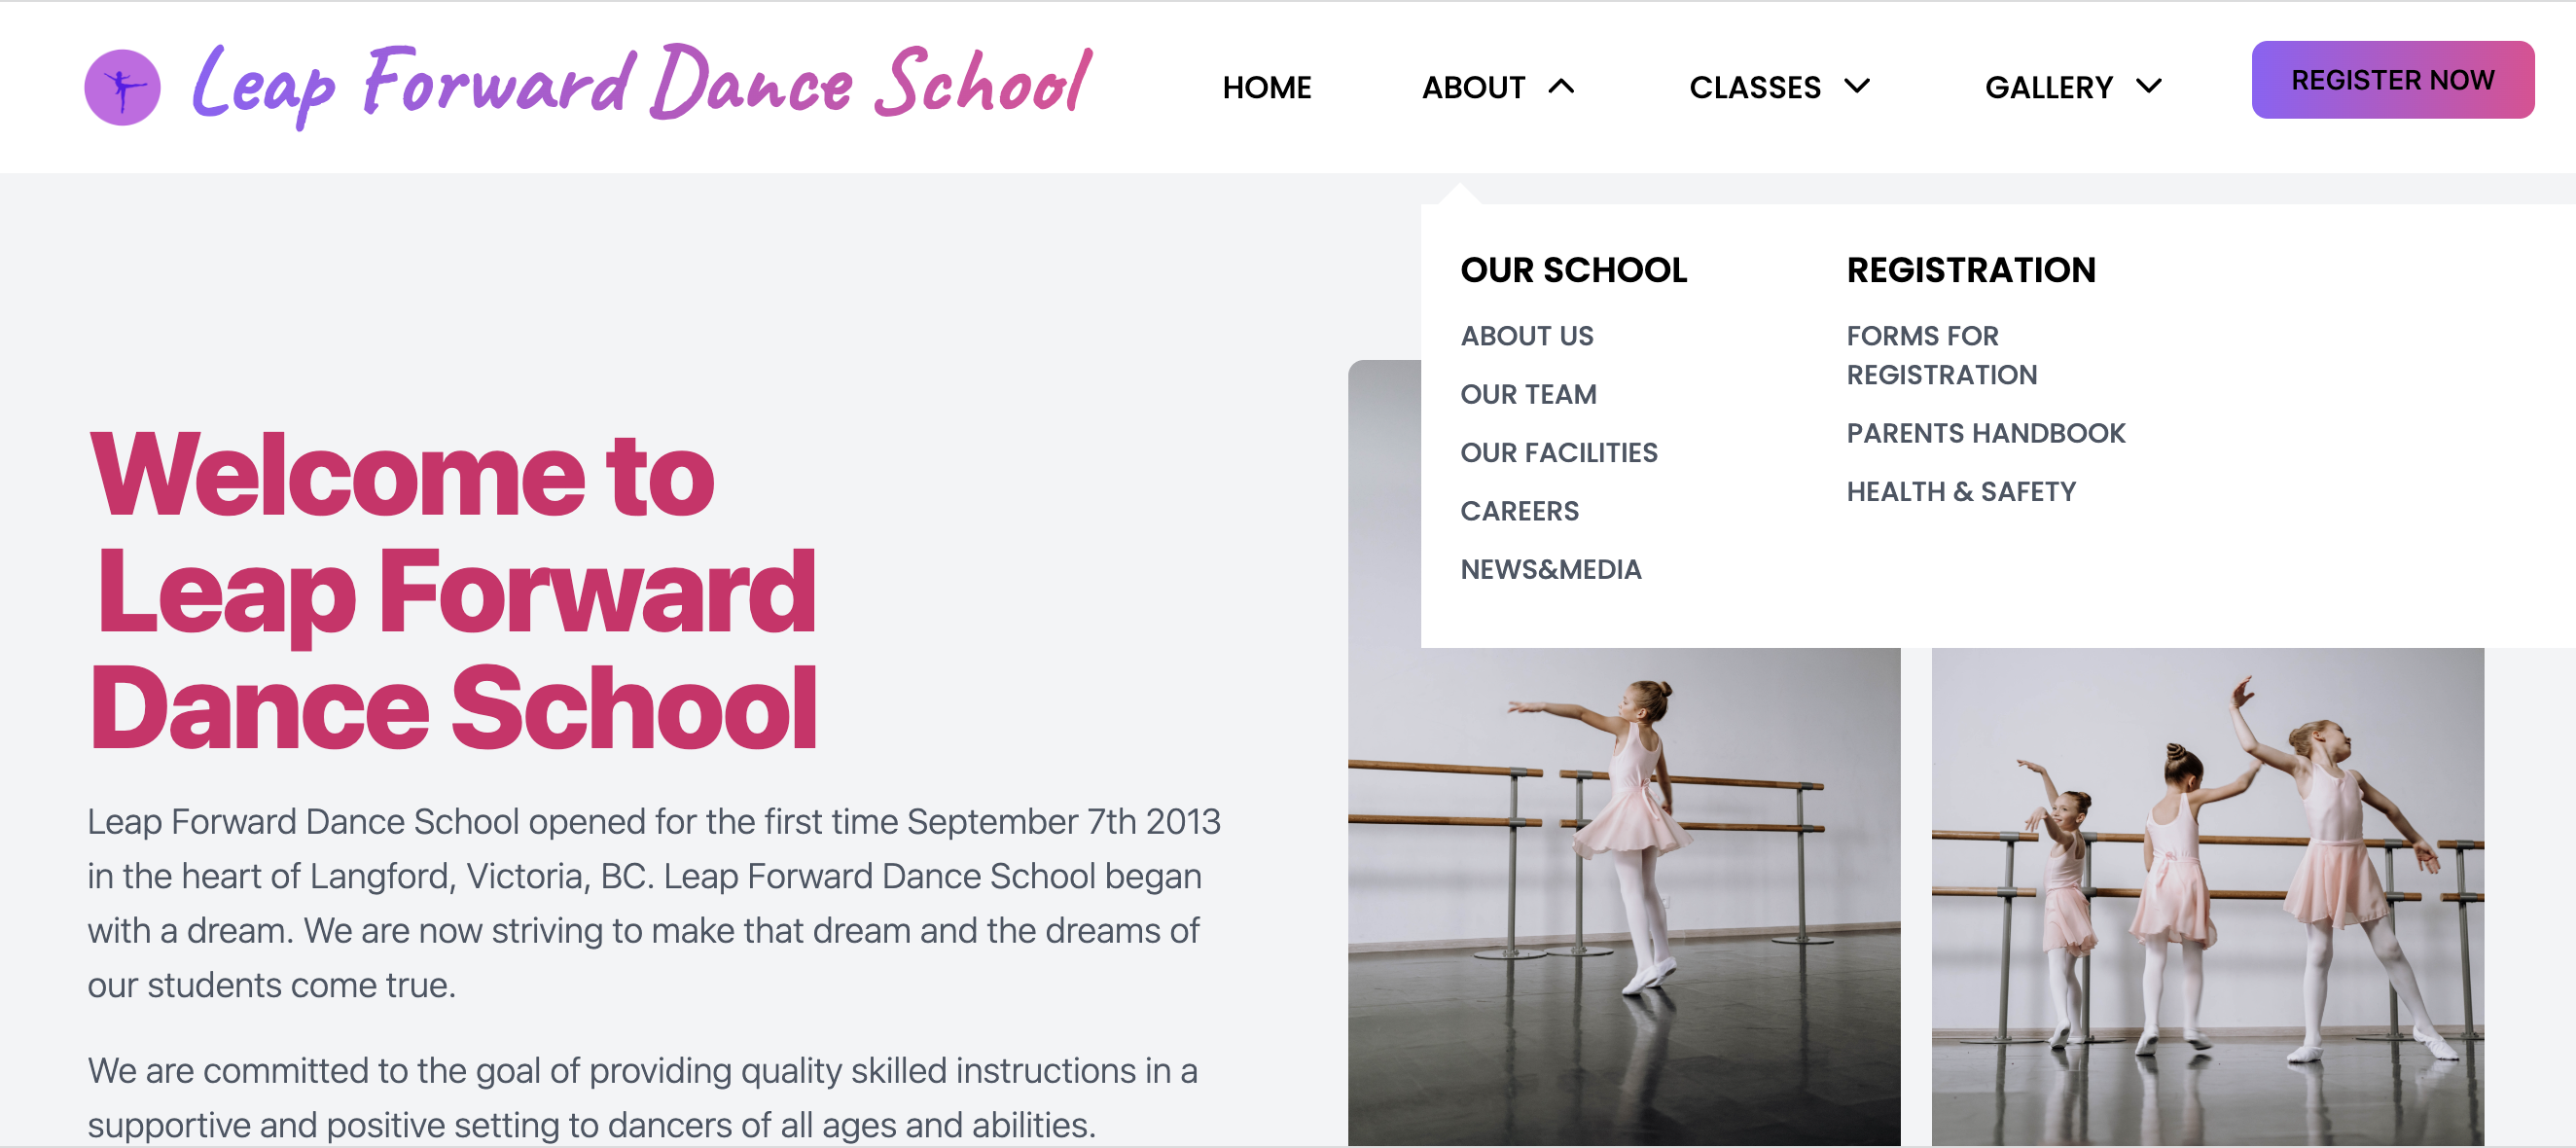 Leap Forward Dance School
HOME
ABOUT
CLASSES
GALLERY
REGISTER NOW
OUR SCHOOL
ABOUT US
OUR TEAM
OUR FACILITIES
CAREERS
NEWS&MEDIA
REGISTRATION
FORMS FOR
REGISTRATION
PARENTS HANDBOOK
HEALTH & SAFETY
Welcome to
Leap Forward
Dance School
Leap Forward Dance School opened for the first time September 7th 2013
in the heart of Langford, Victoria, BC. Leap Forward Dance School began
with a dream. We are now striving to make that dream and the dreams of
our students come true.
We are committed to the goal of providing quality skilled instructions in a
supportive and positive setting to dancers of all ages and abilities.